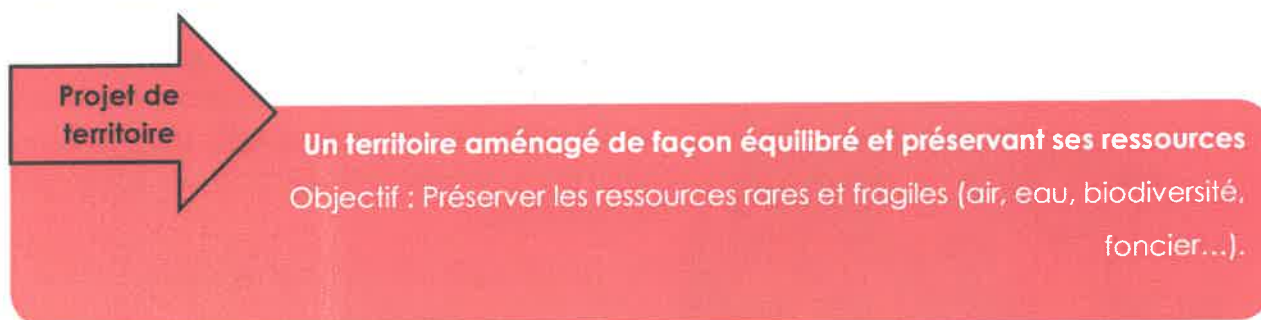 Projet de
territoire
Un territoire aménagé de façon équilibré et préservant ses ressources
Objectif : Préserver les ressources rares et fragiles (air, eau, biodiversité,
foncier...).